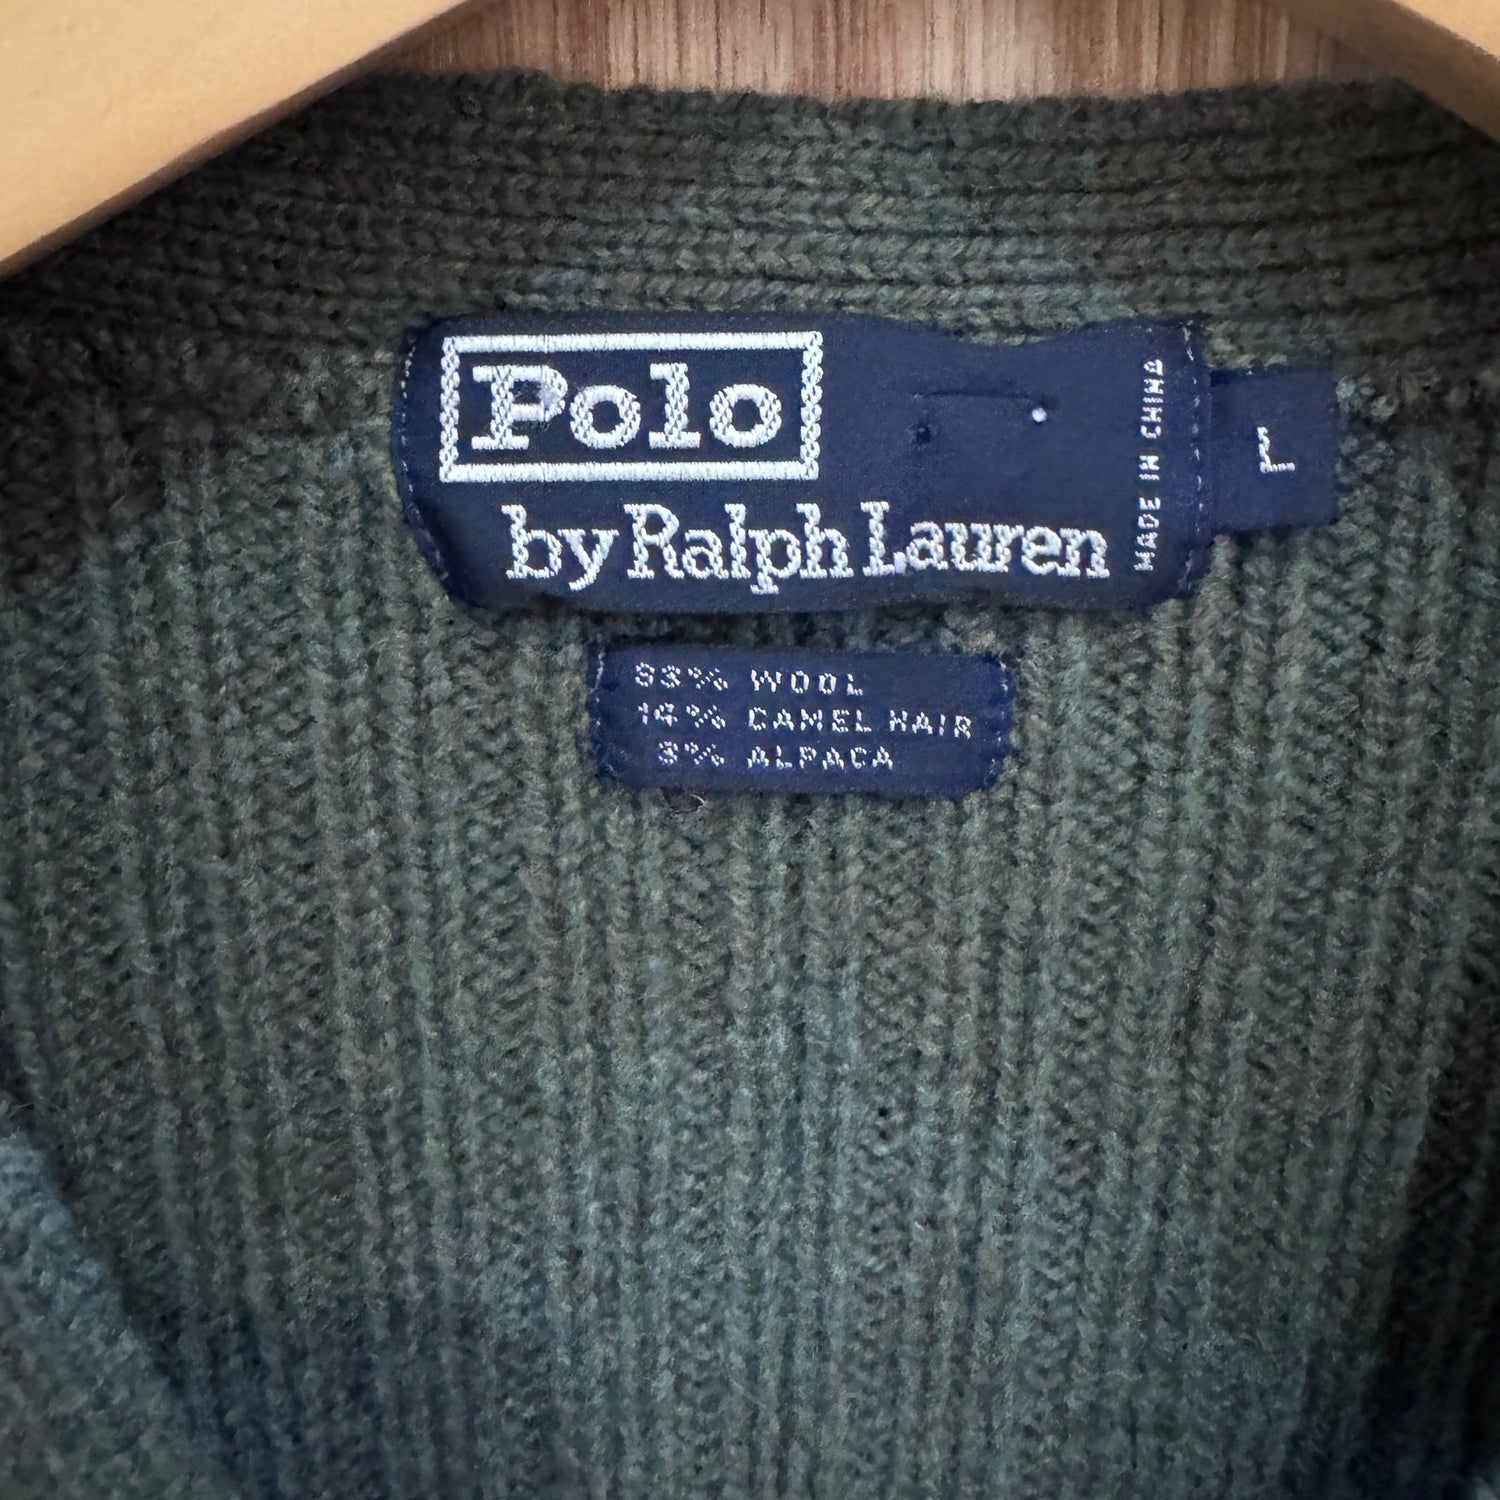 Polo
by Ralph Lauren
MADE IN CHINA
L
83% WOOL
14% CAMEL HAIR
3% ALPACA